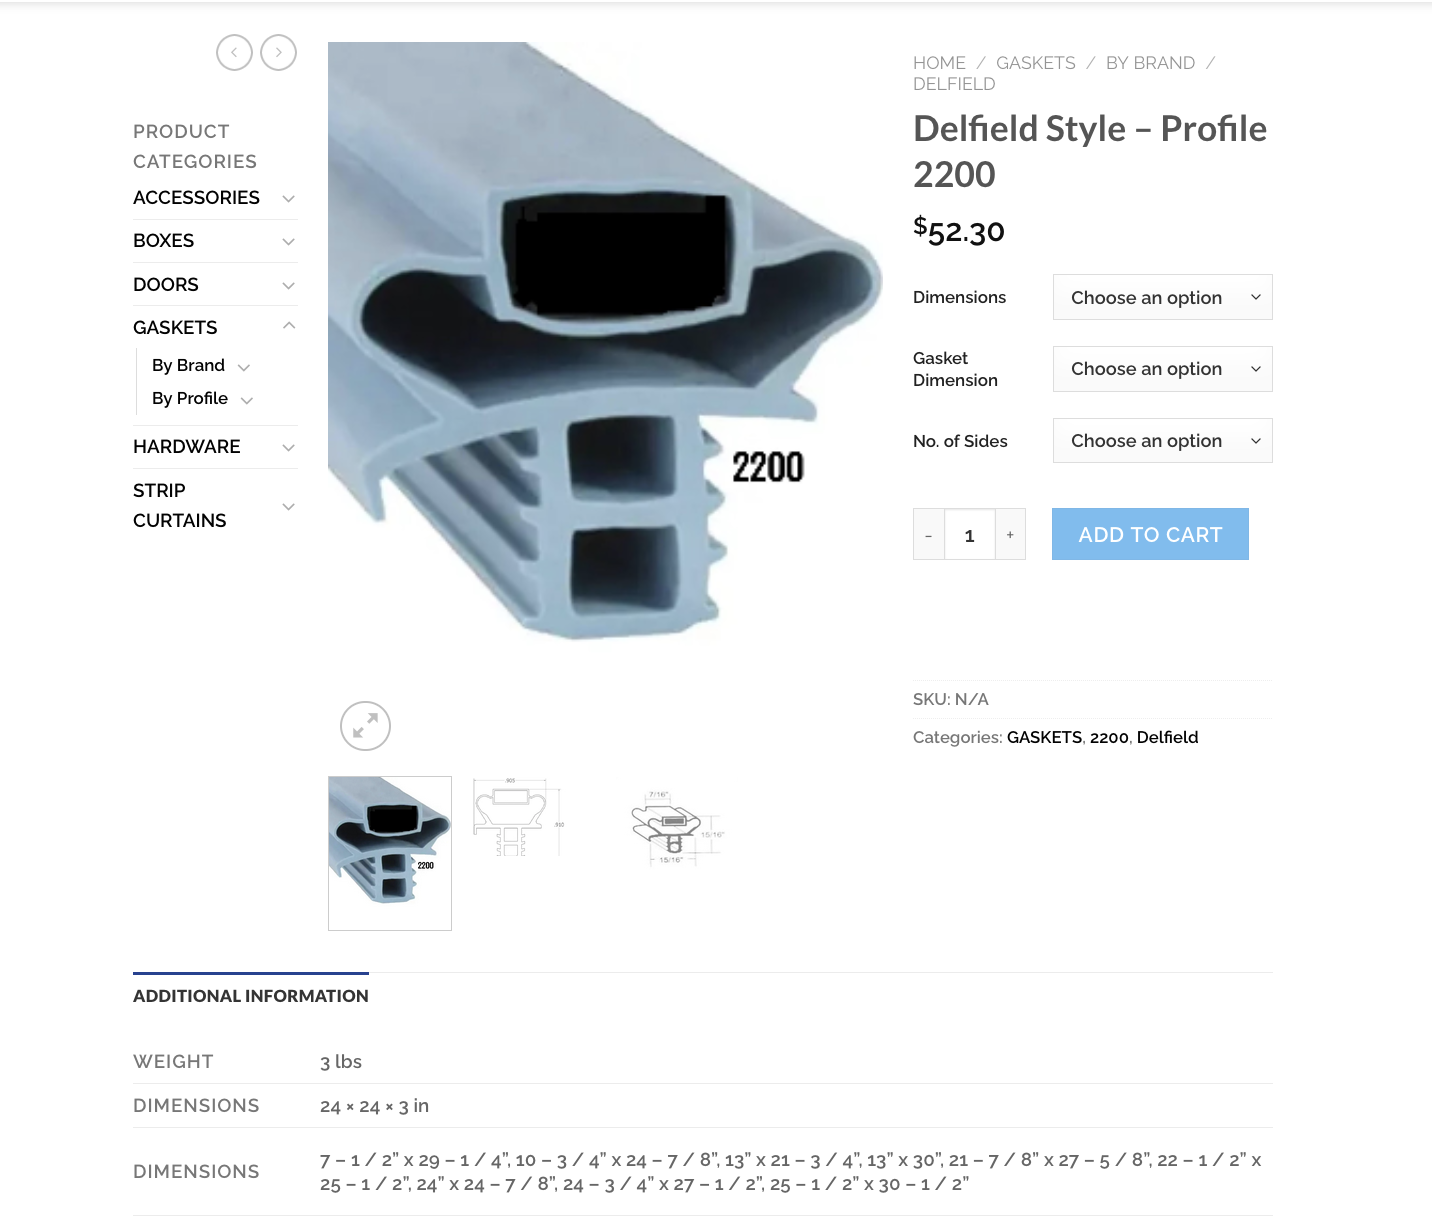 PRODUCT
CATEGORIES
ACCESSORIES
BOXES
DOORS
GASKETS
By Brand
By Profile
HARDWARE
STRIP
CURTAINS
2200
HOME / GASKETS / BY BRAND /
DELFIELD
Delfield Style – Profile
2200
$52.30
Dimensions
Choose an option
Gasket
Dimension
Choose an option
No. of Sides
Choose an option
- 1 +
ADD TO CART
SKU: N/A
Categories: GASKETS, 2200, Delfield
2200
7/16"
15/16"
15/16"
ADDITIONAL INFORMATION
WEIGHT 3 lbs
DIMENSIONS 24 × 24 × 3 in
DIMENSIONS
7 – 1 / 2” x 29 – 1 / 4”, 10 – 3 / 4” x 24 – 7 / 8”, 13” x 21 – 3 / 4”, 13” x 30”, 21 – 7 / 8” x 27 – 5 / 8”, 22 – 1 / 2” x
25 – 1 / 2”, 24” x 24 – 7 / 8”, 24 – 3 / 4” x 27 – 1 / 2”, 25 – 1 / 2” x 30 – 1 / 2”